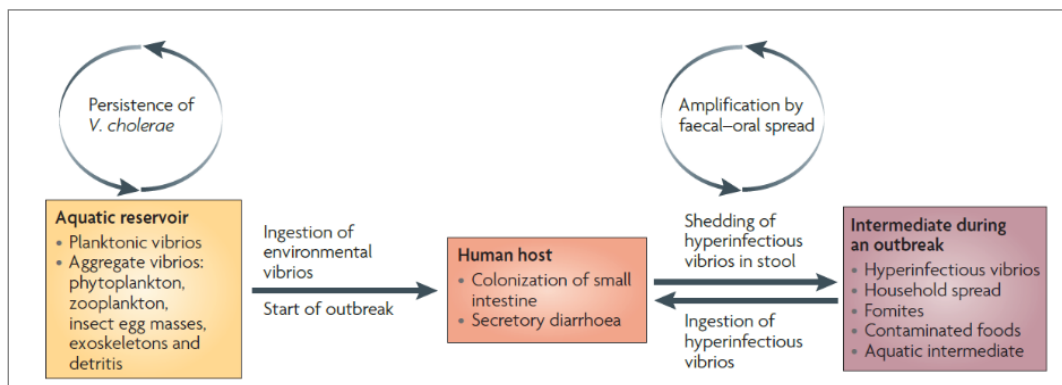 Persistence of
V. cholerae
Amplification by
faecal–oral spread
Aquatic reservoir
• Planktonic vibrios
• Aggregate vibrios:
phytoplankton,
zooplankton,
insect egg masses,
exoskeletons and
detritis
Ingestion of
environmental
vibrios
Start of outbreak
Human host
• Colonization of small
intestine
• Secretory diarrhoea
Shedding of
hyperinfectious
vibrios in stool
Ingestion of
hyperinfectious
vibrios
Intermediate during
an outbreak
• Hyperinfectious vibrios
• Household spread
• Fomites
• Contaminated foods
• Aquatic intermediate